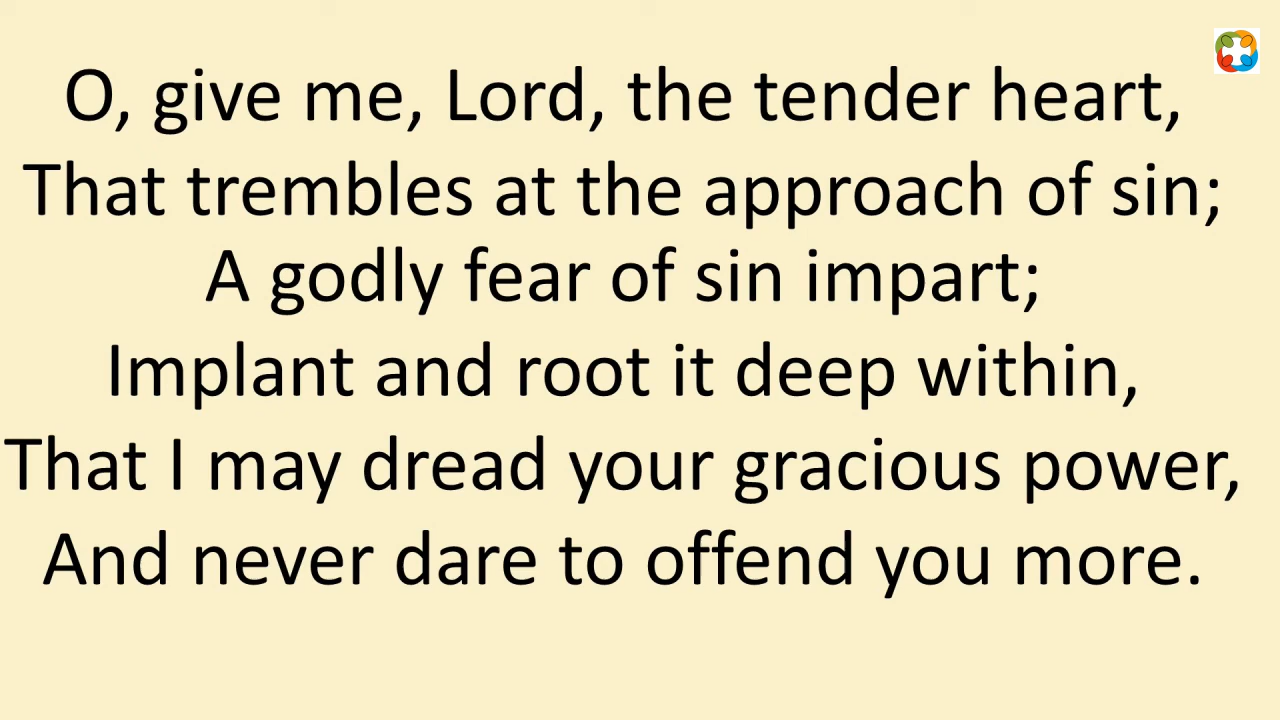 O, give me, Lord, the tender heart,
That trembles at the approach of sin;
A godly fear of sin impart;
Implant and root it deep within,
That I may dread your gracious power,
And never dare to offend you more.